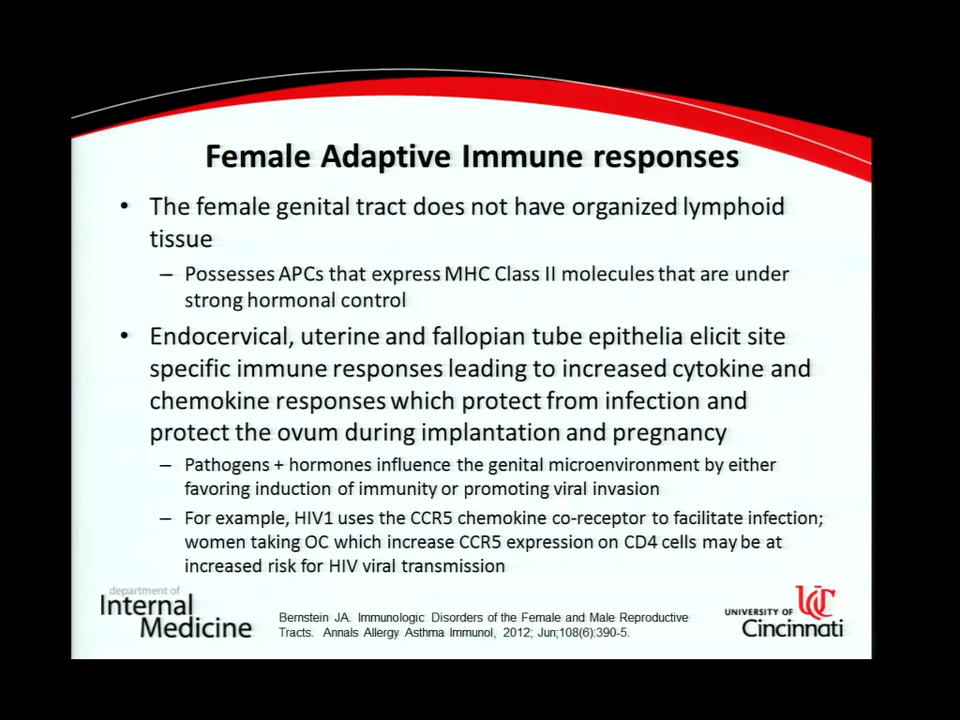 Female Adaptive Immune responses
• The female genital tract does not have organized lymphoid
tissue
– Possesses APCs that express MHC Class II molecules that are under
strong hormonal control
• Endocervical, uterine and fallopian tube epithelia elicit site
specific immune responses leading to increased cytokine and
chemokine responses which protect from infection and
protect the ovum during implantation and pregnancy
– Pathogens + hormones influence the genital microenvironment by either
favoring induction of immunity or promoting viral invasion
– For example, HIV1 uses the CCR5 chemokine co-receptor to facilitate infection;
women taking OC which increase CCR5 expression on CD4 cells may be at
increased risk for HIV viral transmission
department of
Internal
Medicine
Bernstein JA. Immunologic Disorders of the Female and Male Reproductive
Tracts. Annals Allergy Asthma Immunol, 2012; Jun;108(6):390-5.
UC
UNIVERSITY OF
Cincinnati